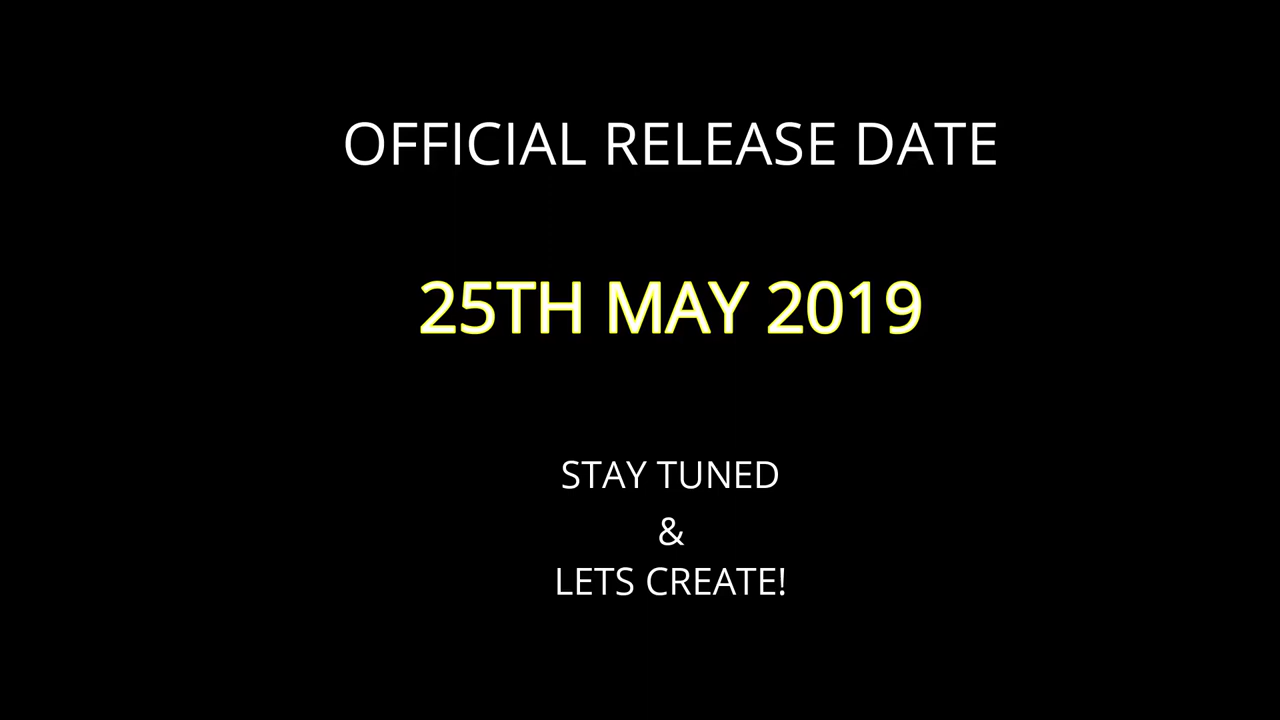 OFFICIAL RELEASE DATE
25TH MAY 2019
STAY TUNED
&
LETS CREATE!